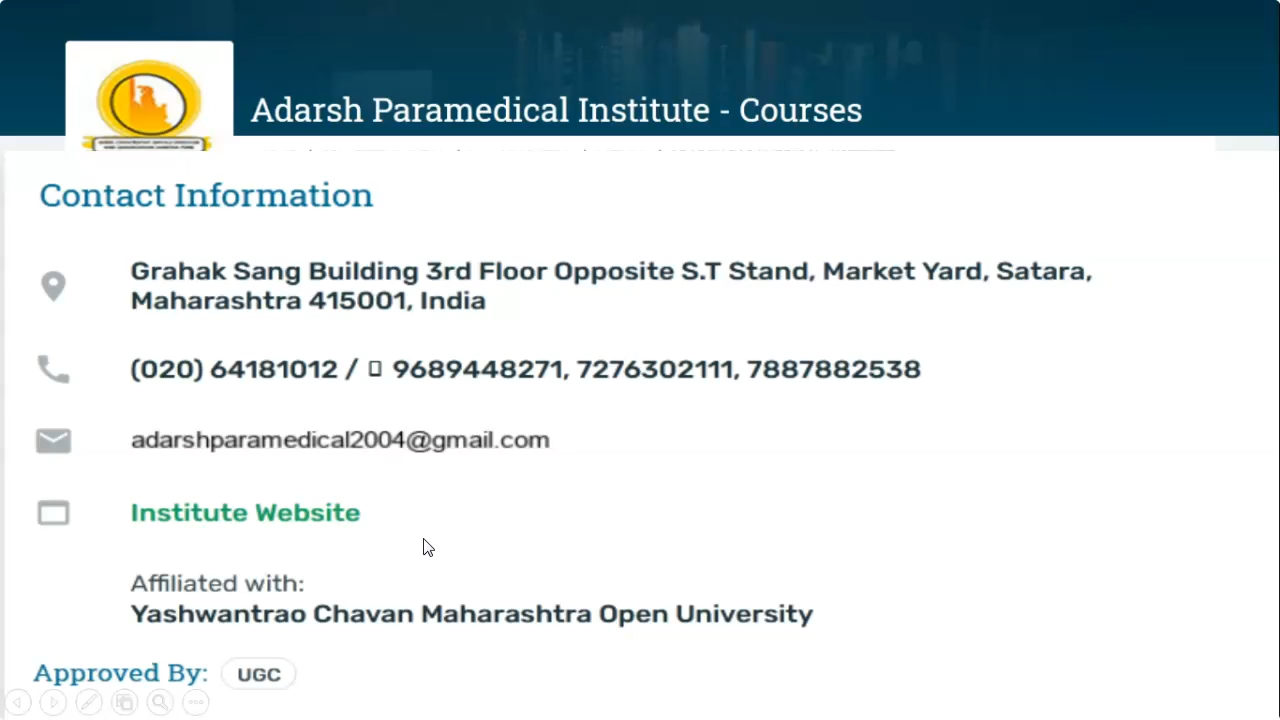 Adarsh Paramedical Institute - Courses
Contact Information
Grahak Sang Building 3rd Floor Opposite S.T Stand, Market Yard, Satara,
Maharashtra 415001, India
(020) 64181012 / 9689448271, 7276302111, 7887882538
adarshparamedical2004@gmail.com
Institute Website
Affiliated with:
Yashwantrao Chavan Maharashtra Open University
Approved By: UGC